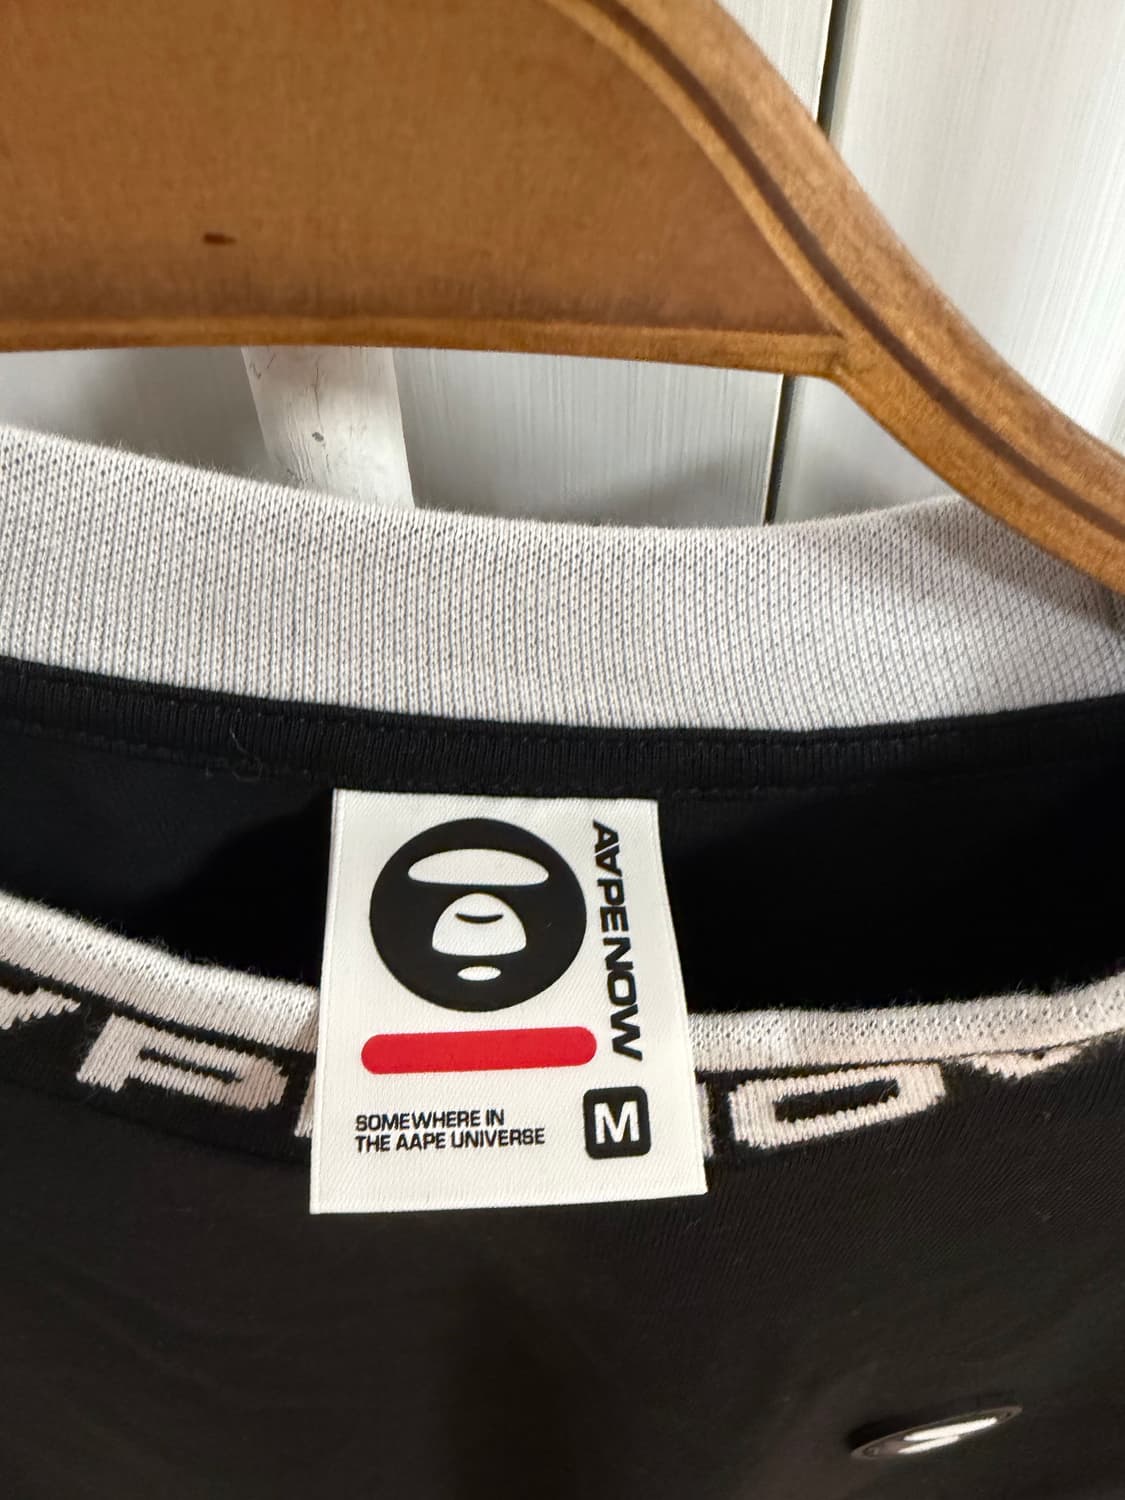 AAPE NOW
SOMEWHERE IN
THE AAPE UNIVERSE
M